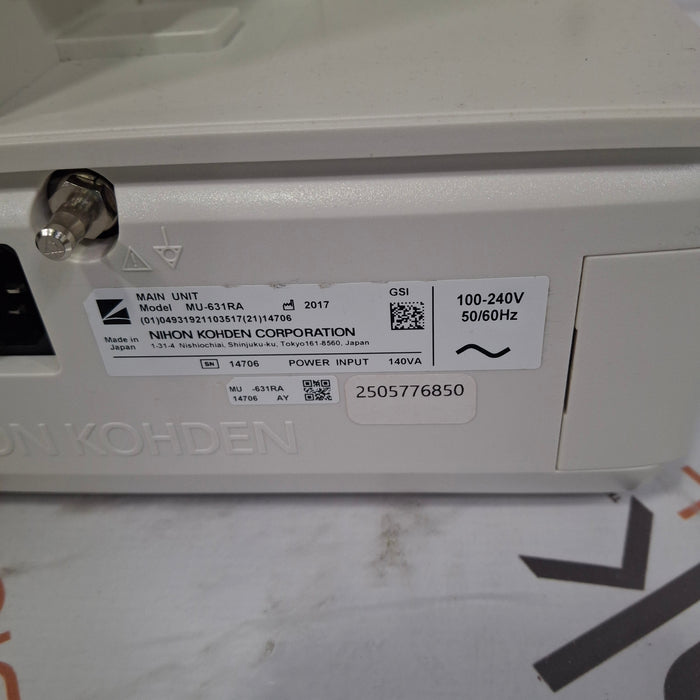 MAIN UNIT
Model MU-631RA 2017
(01)04931921103517(21)14706
GSI
Made in Japan
NIHON KOHDEN CORPORATION
1-31-4 Nishiochiai, Shinjuku-ku, Tokyo161-8560, Japan
SN 14706 POWER INPUT 140VA
100-240V
50/60Hz
MU -631RA
14706 AY
2505776850
ON KOHDEN